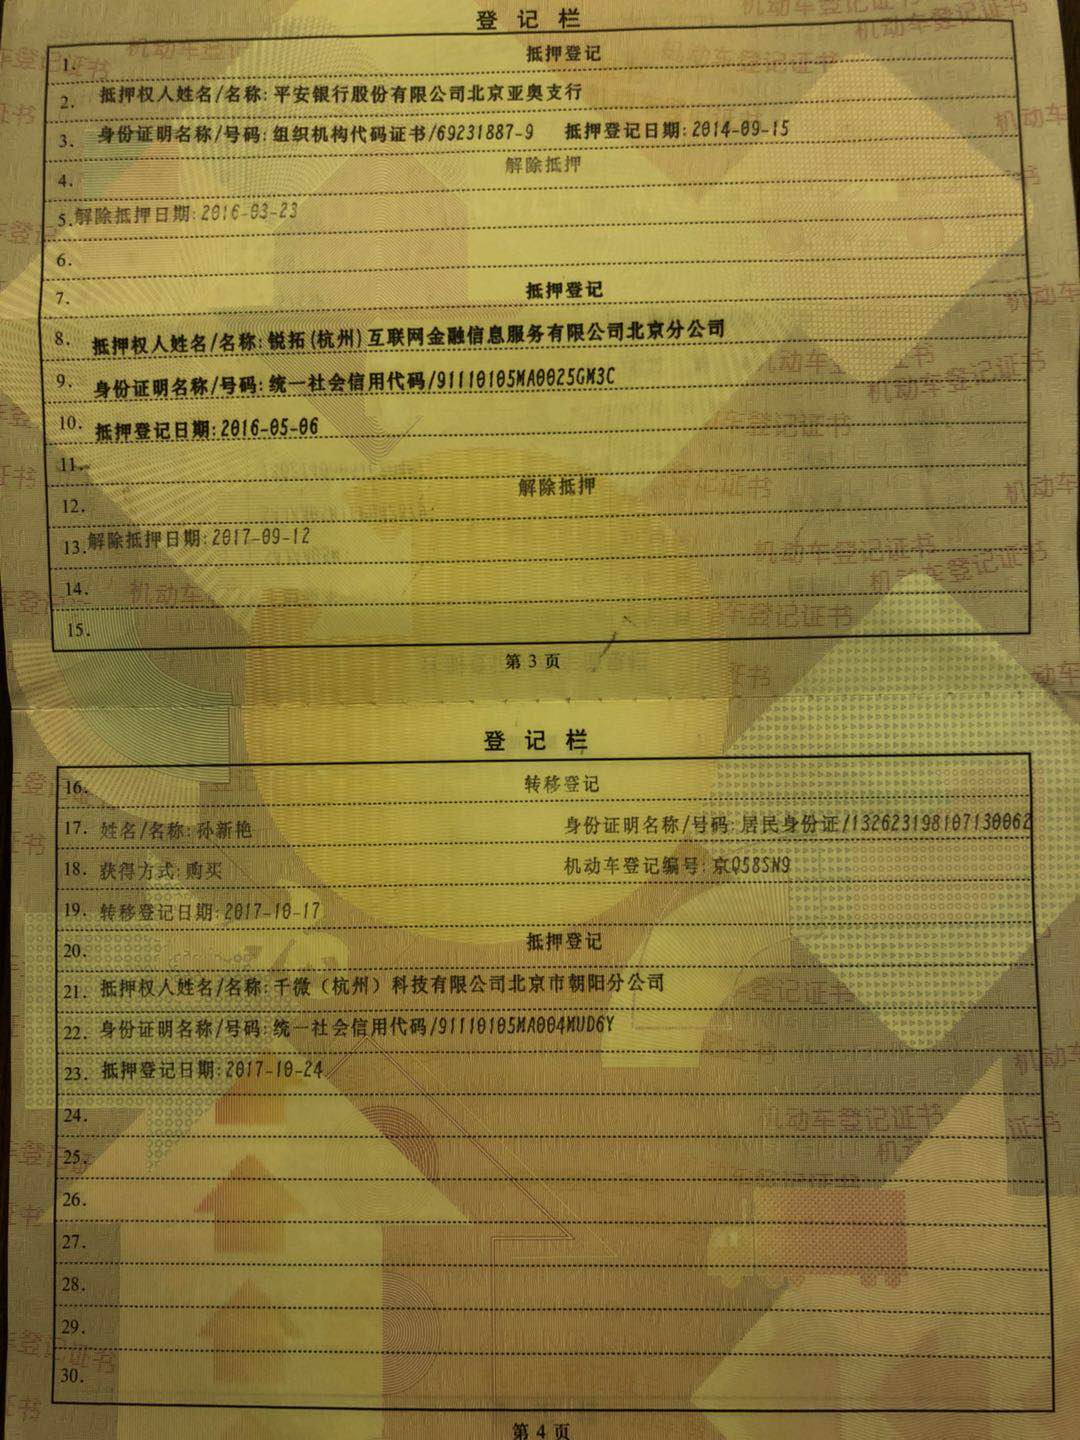 登记栏
1. 抵押登记
2. 抵押权人姓名/名称:平安银行股份有限公司北京亚奥支行
3. 身份证明名称/号码:组织机构代码证书/69231887-9 抵押登记日期:2014-09-15
4. 解除抵押
5. 解除抵押日期:2016-03-23
6.
7. 抵押登记
8. 抵押权人姓名/名称:锐拓(杭州)互联网金融信息服务有限公司北京分公司
9. 身份证明名称/号码:统一社会信用代码/91110105MA0025GM3C
10. 抵押登记日期:2016-05-06
11.
12. 解除抵押
13. 解除抵押日期:2017-09-12
14.
15.
第 3 页
登记栏
16. 转移登记
17. 姓名/名称:孙新艳 身份证明名称/号码:居民身份证/132623198107130062
18. 获得方式:购买 机动车登记编号:京Q58SN9
19. 转移登记日期:2017-10-17
20. 抵押登记
21. 抵押权人姓名/名称:千微（杭州）科技有限公司北京市朝阳分公司
22. 身份证明名称/号码:统一社会信用代码/91110105MA004MUD6Y
23. 抵押登记日期:2017-10-24
24.
25.
26.
27.
28.
29.
30.
第 4 页